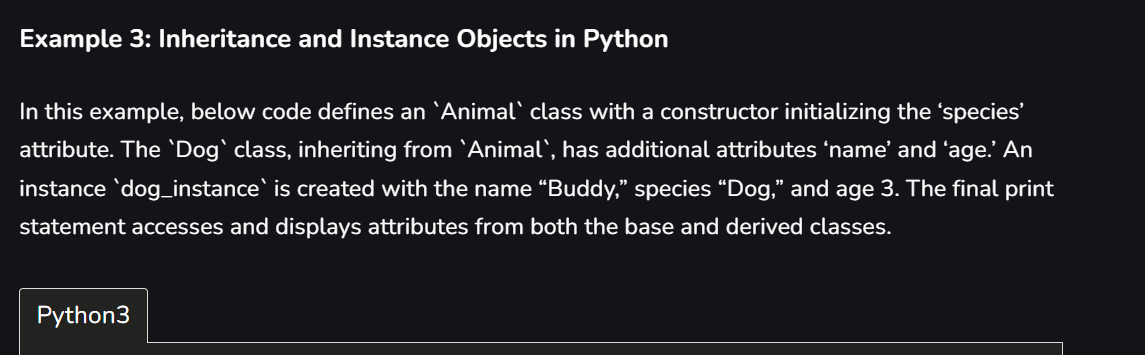 Example 3: Inheritance and Instance Objects in Python
In this example, below code defines an `Animal` class with a constructor initializing the ‘species’
attribute. The `Dog` class, inheriting from `Animal`, has additional attributes ‘name’ and ‘age.’ An
instance `dog_instance` is created with the name “Buddy,” species “Dog,” and age 3. The final print
statement accesses and displays attributes from both the base and derived classes.
Python3